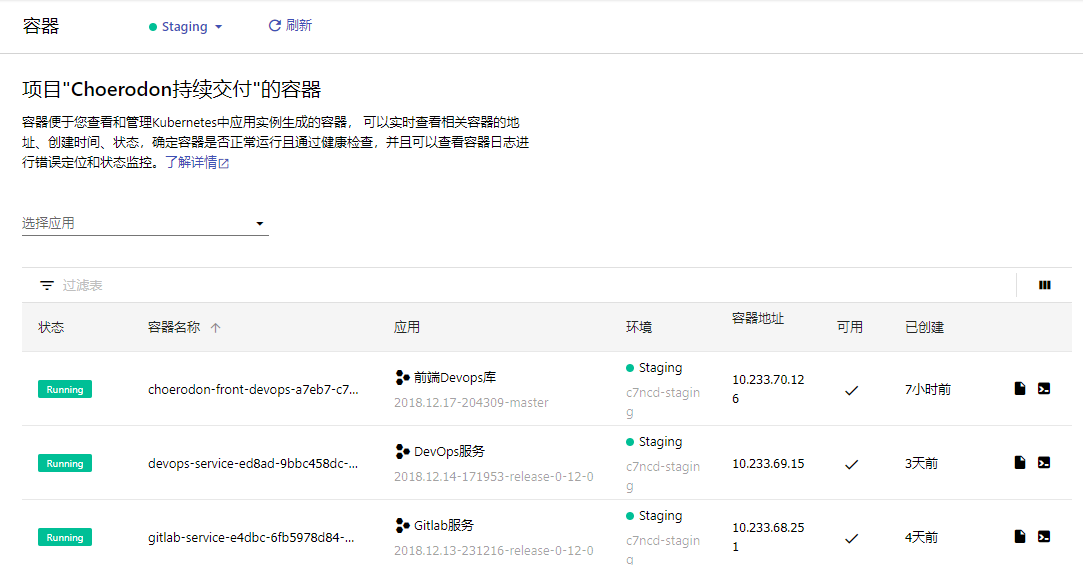 容器
Staging
刷新
项目"Choerodon持续交付"的容器
容器便于您查看和管理Kubernetes中应用实例生成的容器， 可以实时查看相关容器的地
址、创建时间、状态，确定容器是否正常运行且通过健康检查，并且可以查看容器日志进
行错误定位和状态监控。了解详情
选择应用
过滤表
状态 容器名称 应用 环境 容器地址 可用 已创建
Running
choerodon-front-devops-a7eb7-c7...
前端Devops库
2018.12.17-204309-master
Staging
c7ncd-stagin
g
10.233.70.12
6
7小时前
Running
devops-service-ed8ad-9bbc458dc-...
DevOps服务
2018.12.14-171953-release-0-12-0
Staging
c7ncd-stagin
g
10.233.69.15
3天前
Running
gitlab-service-e4dbc-6fb5978d84-...
Gitlab服务
2018.12.13-231216-release-0-12-0
Staging
c7ncd-stagin
g
10.233.68.25
1
4天前